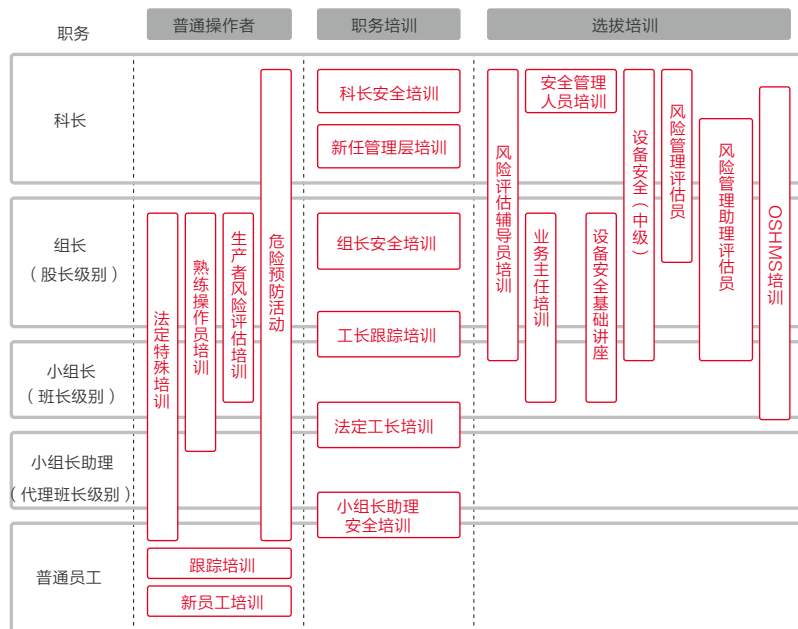 职务
普通操作者
职务培训
选拔培训
科长
科长安全培训
新任管理层培训
风险评估辅导员培训
安全管理
人员培训
设备安全（中级）
风险管理评估员
风险管理助理评估员
OSHMS培训
组长
（股长级别）
法定特殊培训
熟练操作员培训
生产者风险评估培训
危险预防活动
组长安全培训
业务主任培训
设备安全基础讲座
工长跟踪培训
小组长
（班长级别）
法定工长培训
小组长助理
（代理班长级别）
小组长助理
安全培训
普通员工
跟踪培训
新员工培训